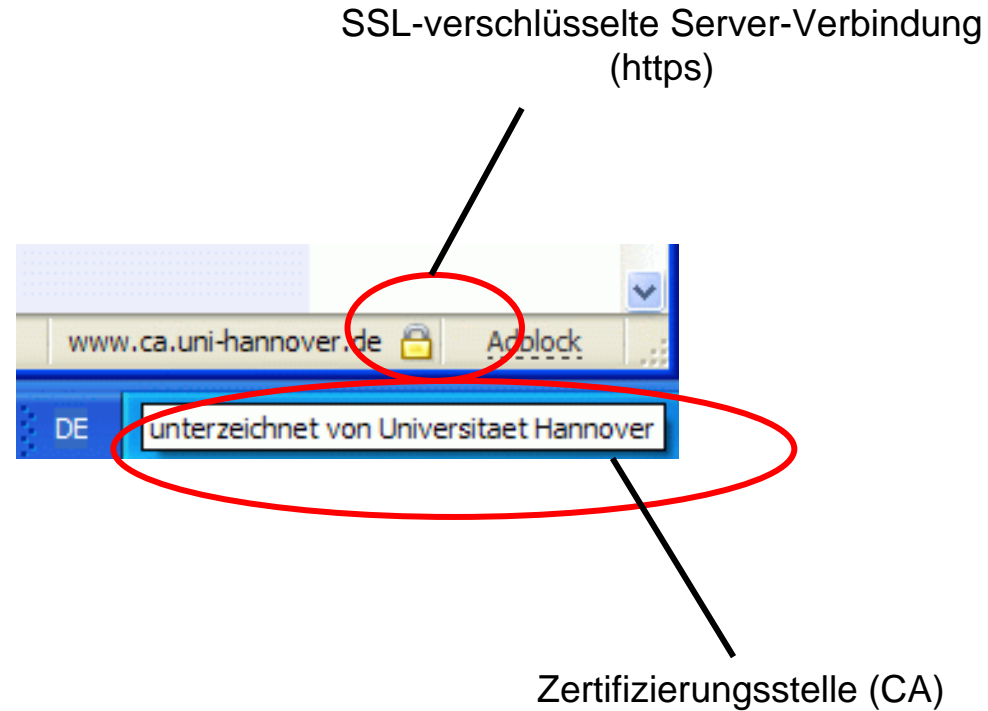 SSL-verschlüsselte Server-Verbindung
(https)
www.ca.uni-hannover.de
Adblock
DE
unterzeichnet von Universitaet Hannover
Zertifizierungsstelle (CA)